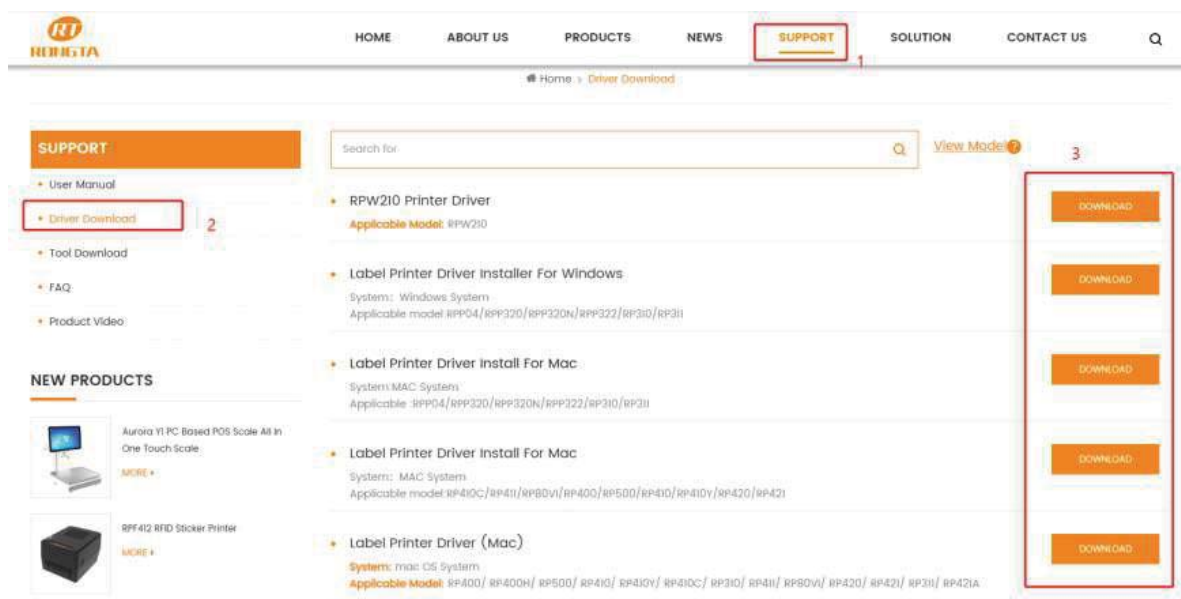 RT
RONGTA
HOME ABOUT US PRODUCTS NEWS SUPPORT SOLUTION CONTACT US
1
Home > Driver Download
SUPPORT
Search for
View Model ?
3
• User Manual
• Driver Download
2
• Tool Download
• FAQ
• Product Video
NEW PRODUCTS
Aurora Y1 PC Based POS Scale All In
One Touch Scale
MORE
RPF412 RFID Sticker Printer
MORE
• RPW210 Printer Driver
Applicable Model: RPW210
DOWNLOAD
• Label Printer Driver Installer For Windows
System: Windows System
Applicable model:RPP04/RPP320/RPP320N/RPP322/RP310/RP311
DOWNLOAD
• Label Printer Driver Install For Mac
System:MAC System
Applicable :RPP04/RPP320/RPP320N/RPP322/RP310/RP311
DOWNLOAD
• Label Printer Driver Install For Mac
System: MAC System
Applicable model:RP410C/RP411/RP80VI/RP400/RP500/RP410/RP410Y/RP420/RP421
DOWNLOAD
• Label Printer Driver (Mac)
System: mac OS System
Applicable Model: RP400/ RP400H/ RP500/ RP410/ RP410Y/ RP410C/ RP310/ RP411/ RP80VI/ RP420/ RP421/ RP311/ RP421A
DOWNLOAD